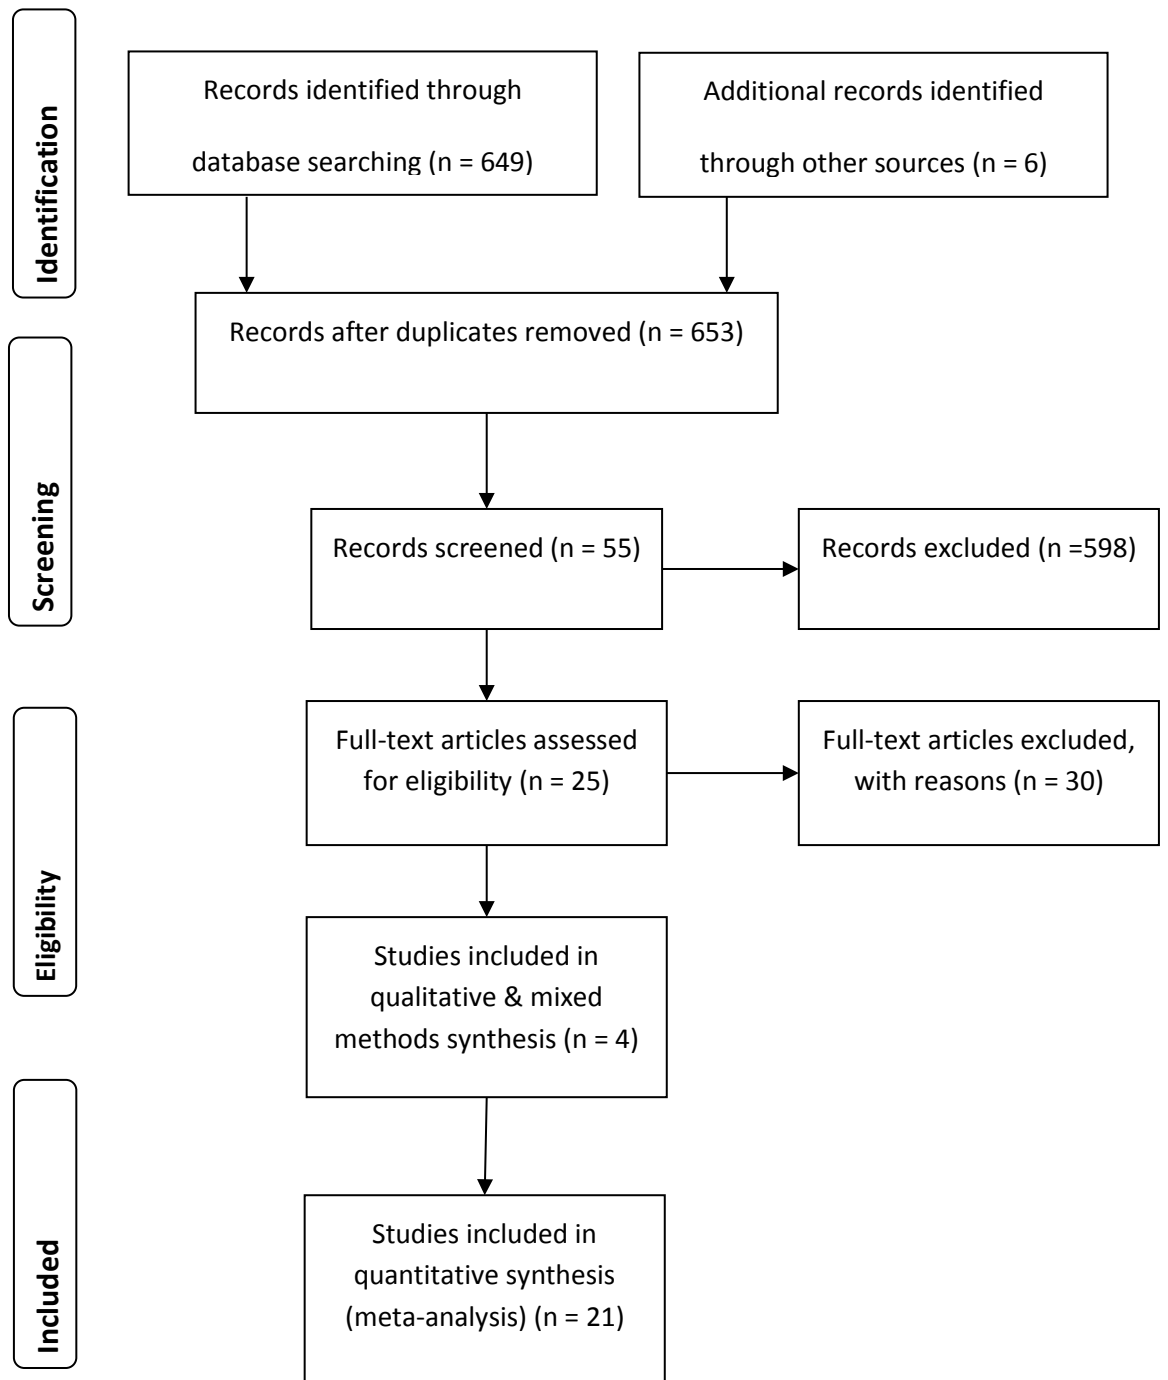 Identification
Records identified through
database searching (n = 649)
Additional records identified
through other sources (n = 6)
Records after duplicates removed (n = 653)
Screening
Records screened (n = 55)
Records excluded (n =598)
Eligibility
Full-text articles assessed
for eligibility (n = 25)
Full-text articles excluded,
with reasons (n = 30)
Studies included in
qualitative & mixed
methods synthesis (n = 4)
Included
Studies included in
quantitative synthesis
(meta-analysis) (n = 21)